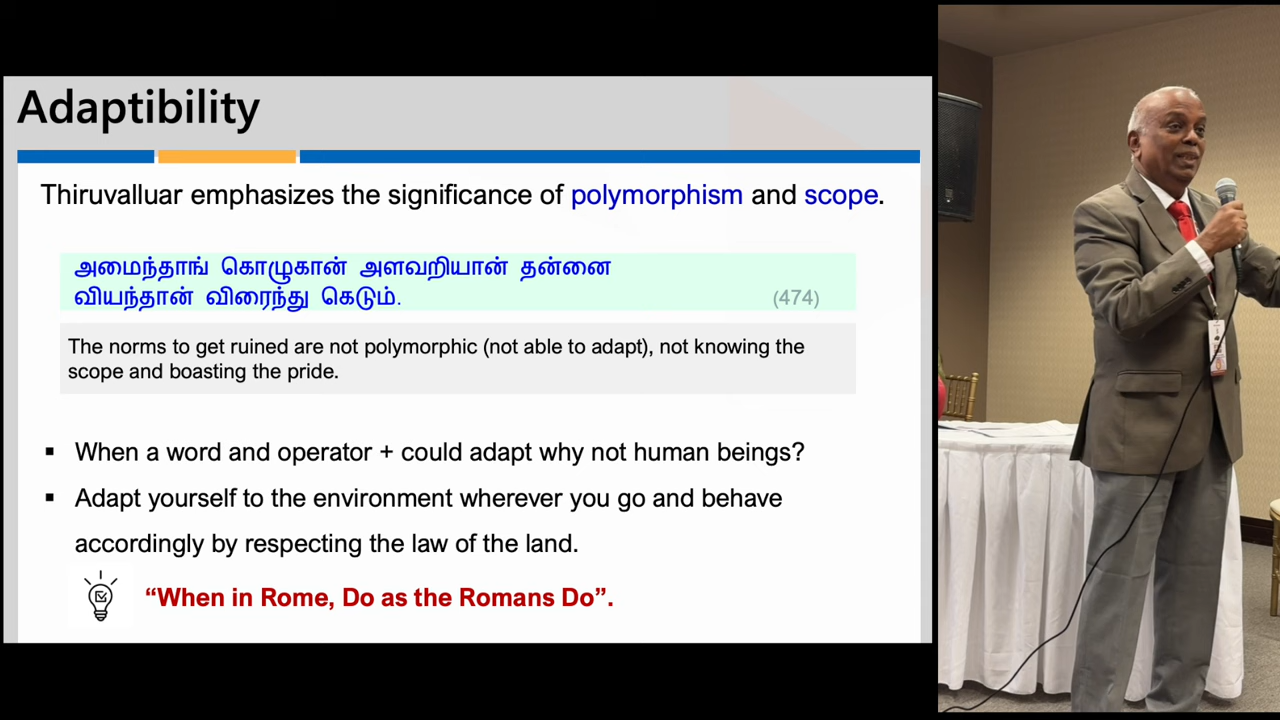 Adaptibility
Thiruvalluar emphasizes the significance of polymorphism and scope.
அமைந்தாங் கொழுகான் அளவறியான் தன்னை
வியந்தான் விரைந்து கெடும்.
(474)
The norms to get ruined are not polymorphic (not able to adapt), not knowing the
scope and boasting the pride.
▪ When a word and operator + could adapt why not human beings?
▪ Adapt yourself to the environment wherever you go and behave
accordingly by respecting the law of the land.
“When in Rome, Do as the Romans Do”.